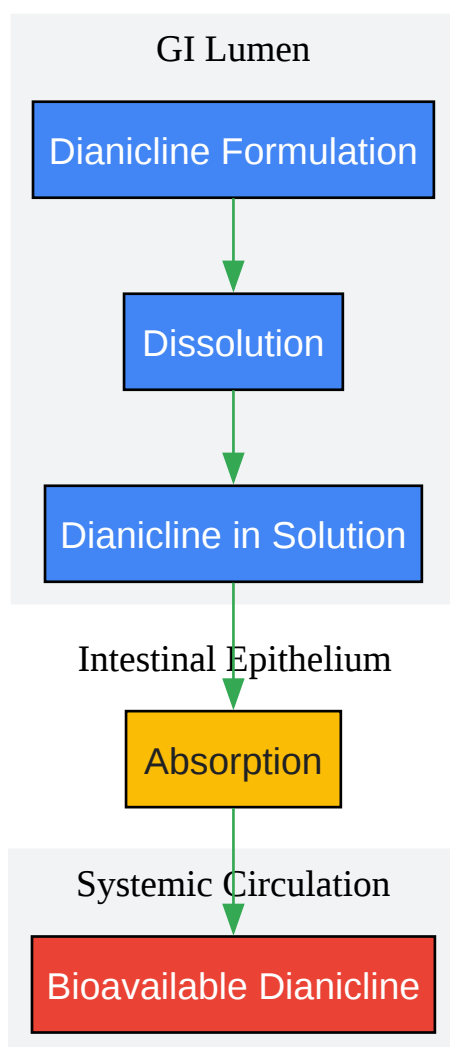 GI Lumen
Dianicline Formulation
Dissolution
Dianicline in Solution
Intestinal Epithelium
Absorption
Systemic Circulation
Bioavailable Dianicline